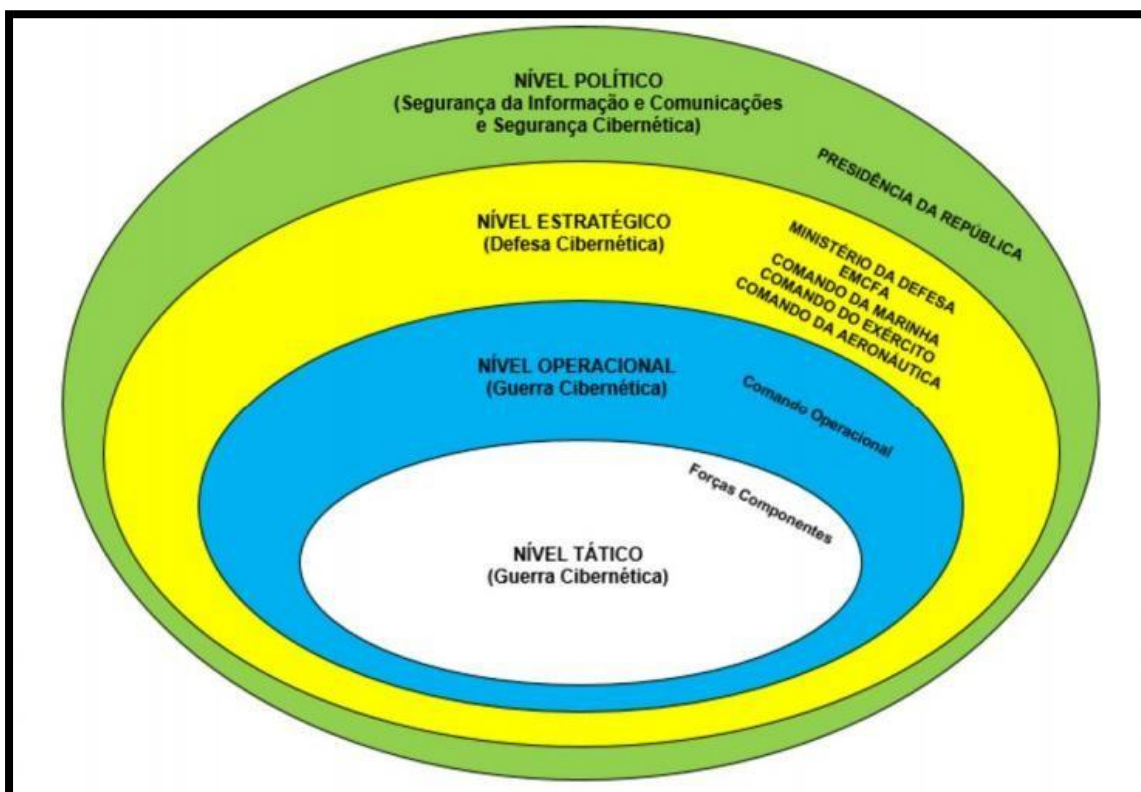 NÍVEL POLÍTICO
(Segurança da Informação e Comunicações
e Segurança Cibernética)
PRESIDÊNCIA DA REPÚBLICA
NÍVEL ESTRATÉGICO
(Defesa Cibernética)
MINISTÉRIO DA DEFESA
EMCFA
COMANDO DA MARINHA
COMANDO DO EXÉRCITO
COMANDO DA AERONÁUTICA
NÍVEL OPERACIONAL
(Guerra Cibernética)
Comando Operacional
Forças Componentes
NÍVEL TÁTICO
(Guerra Cibernética)